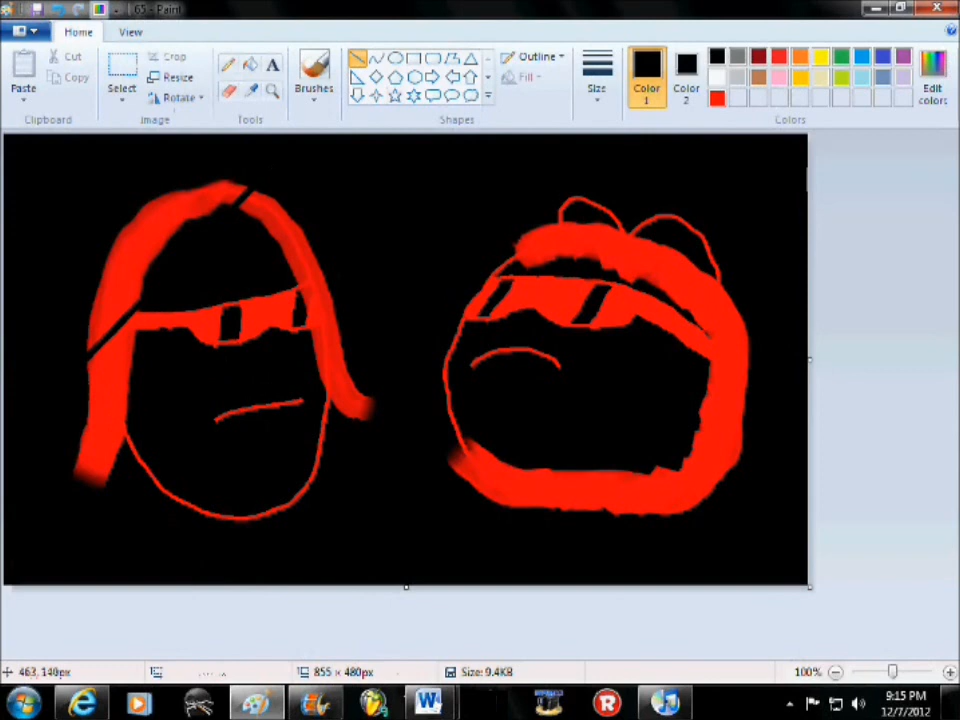 65 - Paint
Home View
Paste
Cut
Copy
Clipboard
Select
Crop
Resize
Rotate
Image
A
Tools
Brushes
Outline
Fill
Shapes
Size
Color 1
Color 2
Edit colors
Colors
463, 140px
855 × 480px
Size: 9.4KB
100%
W
R
9:15 PM
12/7/2012